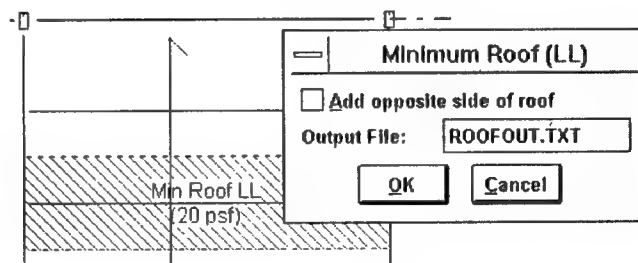 Minimum Roof (LL)
Add opposite side of roof
Output File: ROOFOUT.TXT
OK Cancel
Min Roof LL
(20 psf)